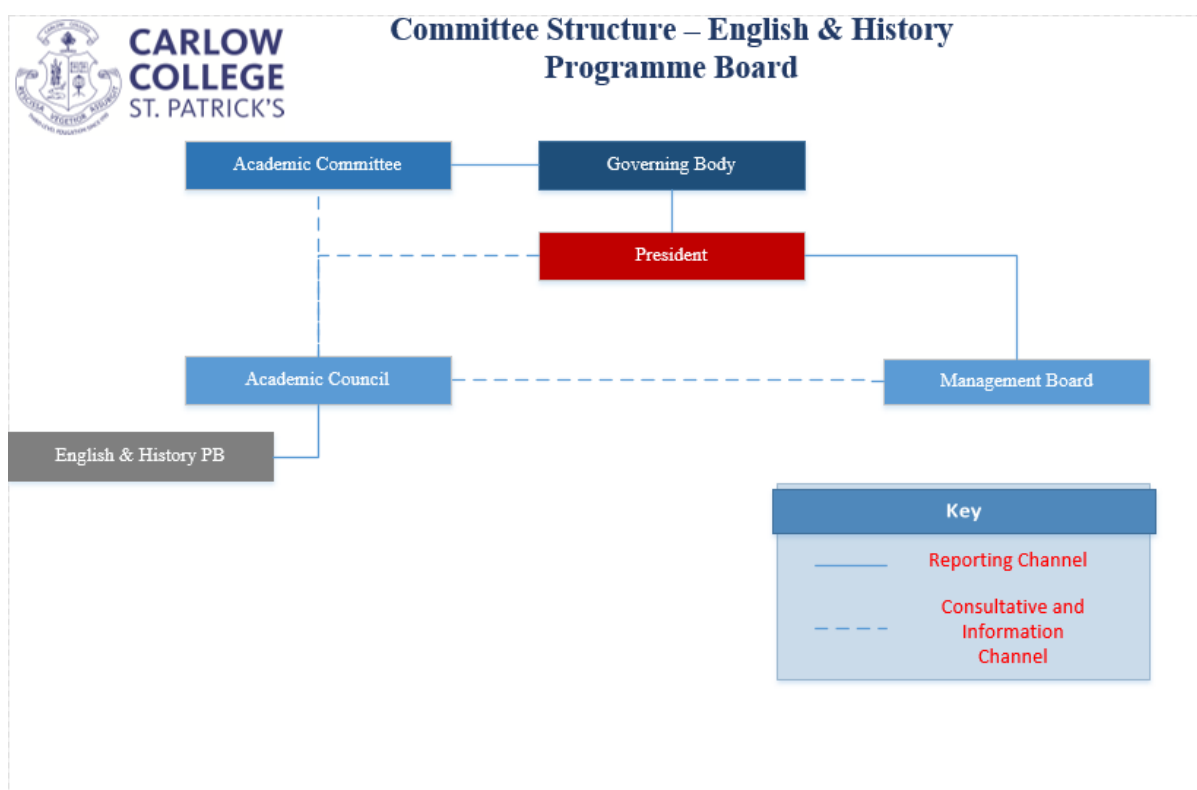 CARLOW
COLLEGE
ST. PATRICK'S
Committee Structure – English & History
Programme Board
Academic Committee
Governing Body
President
Academic Council
Management Board
English & History PB
Key
Reporting Channel
Consultative and
Information
Channel